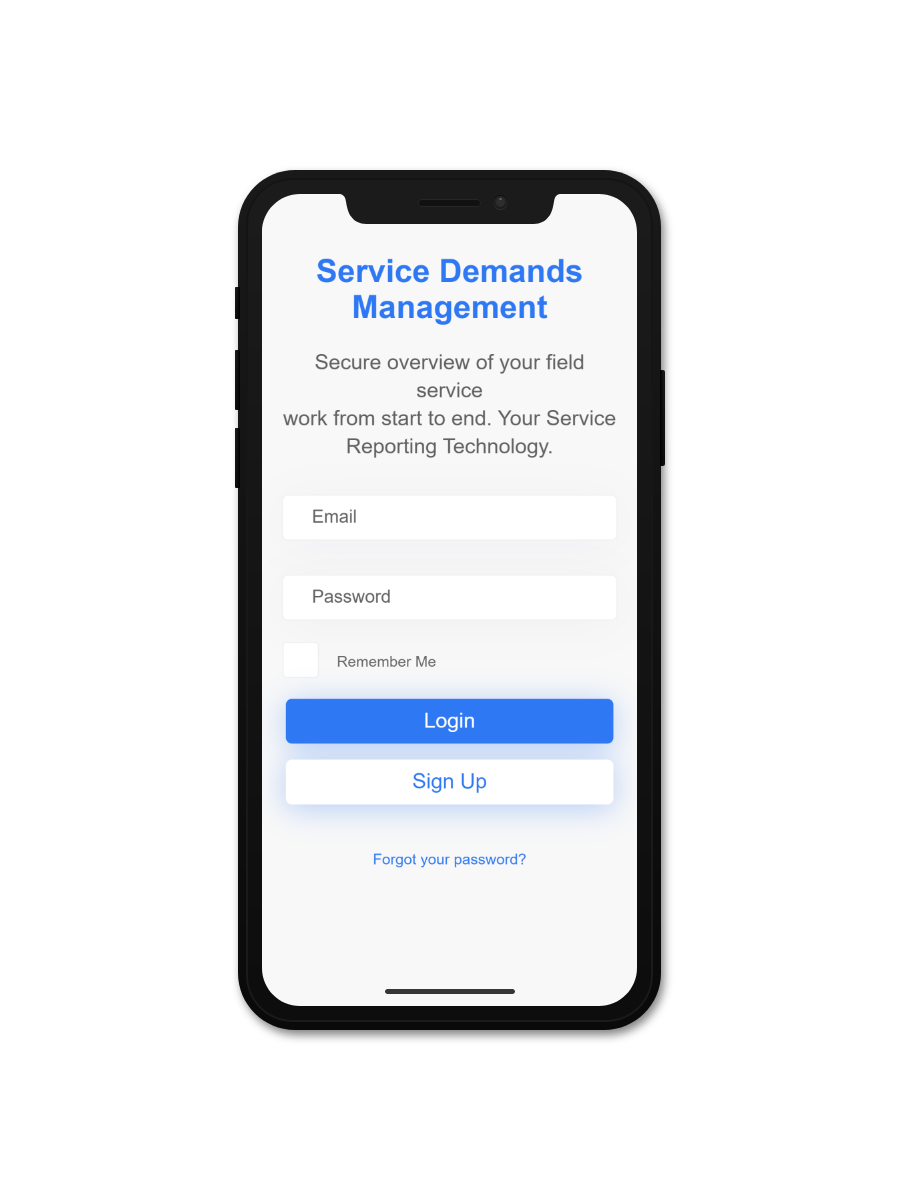 Service Demands
Management
Secure overview of your field
service
work from start to end. Your Service
Reporting Technology.
Email
Password
Remember Me
Login
Sign Up
Forgot your password?